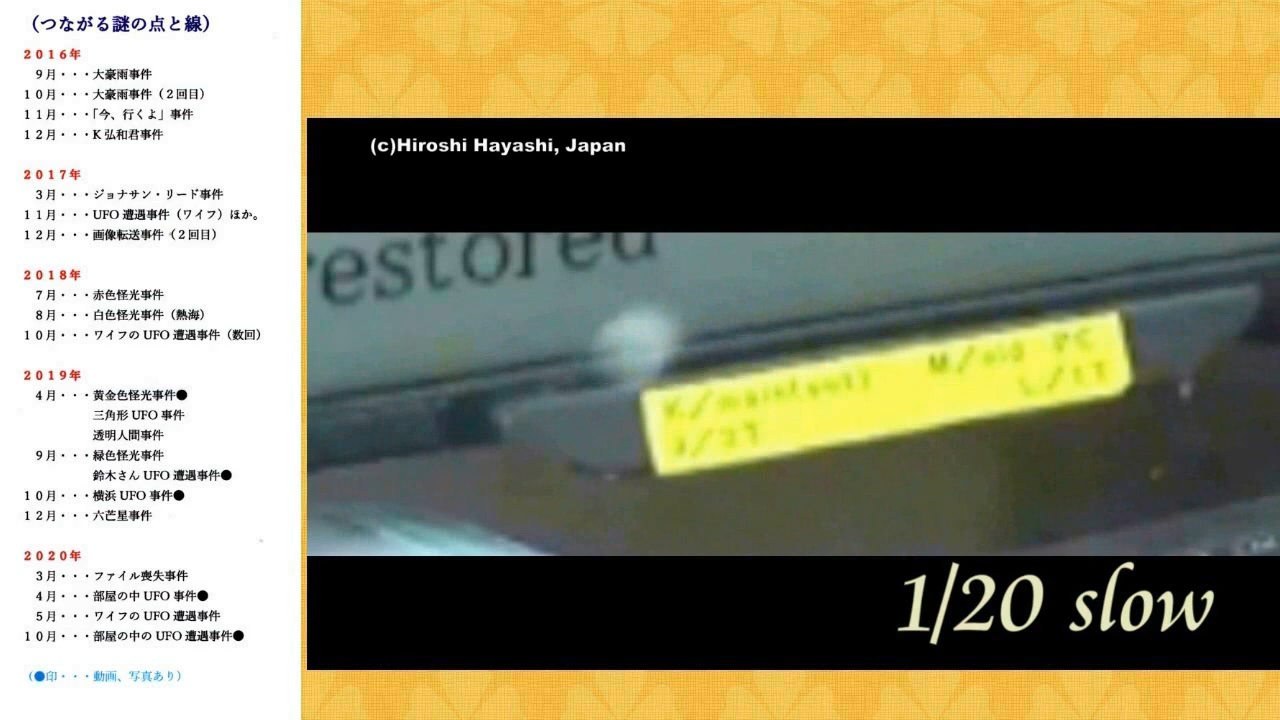 （つながる謎の点と線）
２０１６年
９月・・・大豪雨事件
１０月・・・大豪雨事件（２回目）
１１月・・・「今、行くよ」事件
１２月・・・K 弘和君事件
２０１７年
３月・・・ジョナサン・リード事件
１１月・・・UFO 遭遇事件（ワイフ）ほか。
１２月・・・画像転送事件（２回目）
２０１８年
７月・・・赤色怪光事件
８月・・・白色怪光事件（熱海）
１０月・・・ワイフの UFO 遭遇事件（数回）
２０１９年
４月・・・黄金色怪光事件●
三角形 UFO 事件
透明人間事件
９月・・・緑色怪光事件
鈴木さん UFO 遭遇事件●
１０月・・・横浜 UFO 事件●
１２月・・・六芒星事件
２０２０年
３月・・・ファイル喪失事件
４月・・・部屋の中 UFO 事件●
５月・・・ワイフの UFO 遭遇事件
１０月・・・部屋の中の UFO 遭遇事件●
（●印・・・動画、写真あり）
(c)Hiroshi Hayashi, Japan
restored
M/old PC
L/IT
1/20 slow